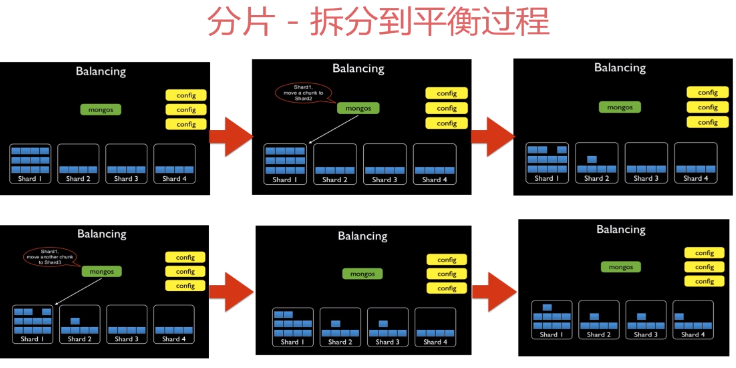 分片 - 拆分到平衡过程
Balancing
config
mongos
config
config
Shard 1
Shard 2
Shard 3
Shard 4
Balancing
Shard1,
move a chunk to
Shard2
config
mongos
config
config
Shard 1
Shard 2
Shard 3
Shard 4
Balancing
config
mongos
config
config
Shard 1
Shard 2
Shard 3
Shard 4
Balancing
Shard1,
move another chunk
to Shard3
config
mongos
config
config
Shard 1
Shard 2
Shard 3
Shard 4
Balancing
config
mongos
config
config
Shard 1
Shard 2
Shard 3
Shard 4
Balancing
config
mongos
config
config
Shard 1
Shard 2
Shard 3
Shard 4